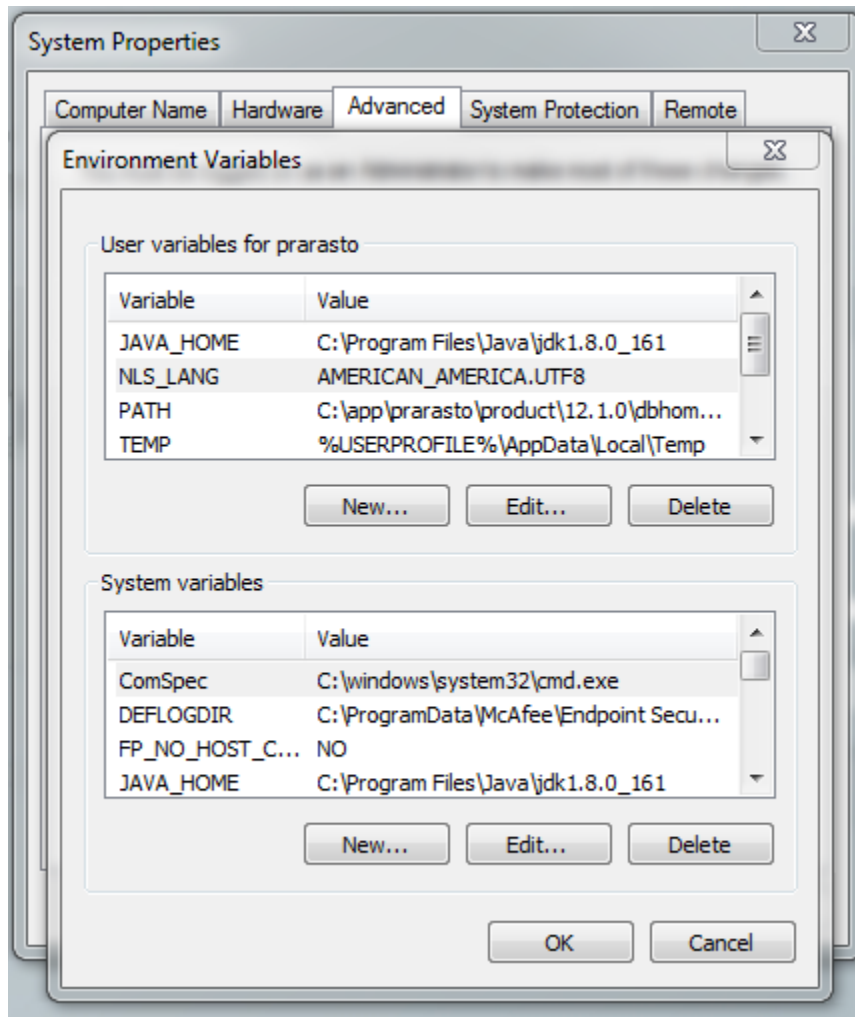 System Properties
Computer Name Hardware Advanced System Protection Remote
Environment Variables
User variables for prarasto
Variable Value
JAVA_HOME C:\Program Files\Java\jdk1.8.0_161
NLS_LANG AMERICAN_AMERICA.UTF8
PATH C:\app\prarasto\product\12.1.0\dbhom...
TEMP %USERPROFILE%\AppData\Local\Temp
New... Edit... Delete
System variables
Variable Value
ComSpec C:\windows\system32\cmd.exe
DEFLOGDIR C:\ProgramData\McAfee\Endpoint Secu...
FP_NO_HOST_C... NO
JAVA_HOME C:\Program Files\Java\jdk1.8.0_161
New... Edit... Delete
OK Cancel